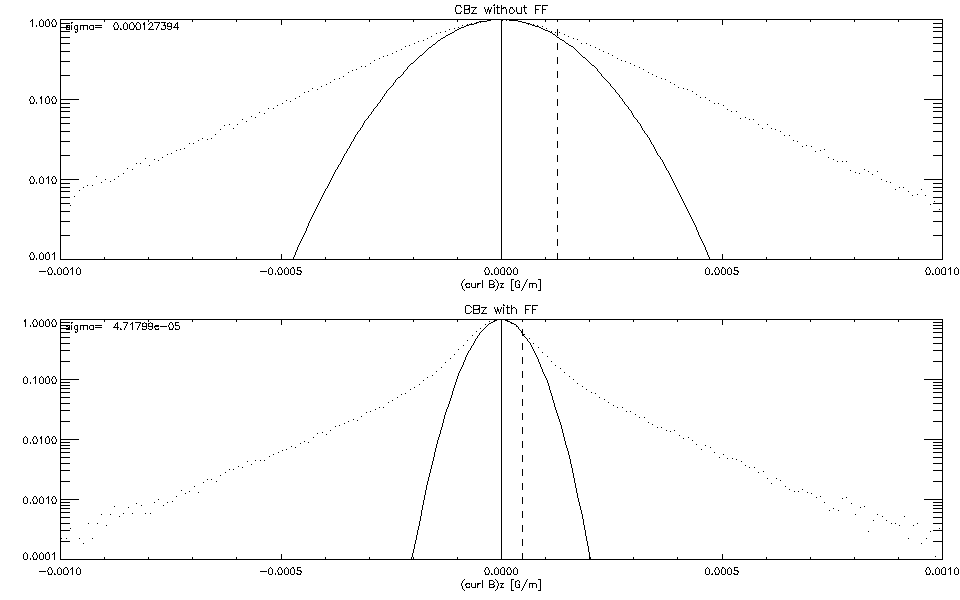 CBz without FF
sigma= 0.000127394
1.000
0.100
0.010
0.001
−0.0010 −0.0005 0.0000 0.0005 0.0010
(curl B)z [G/m]
CBz with FF
sigma= 4.71799e−05
1.0000
0.1000
0.0100
0.0010
0.0001
−0.0010 −0.0005 0.0000 0.0005 0.0010
(curl B)z [G/m]